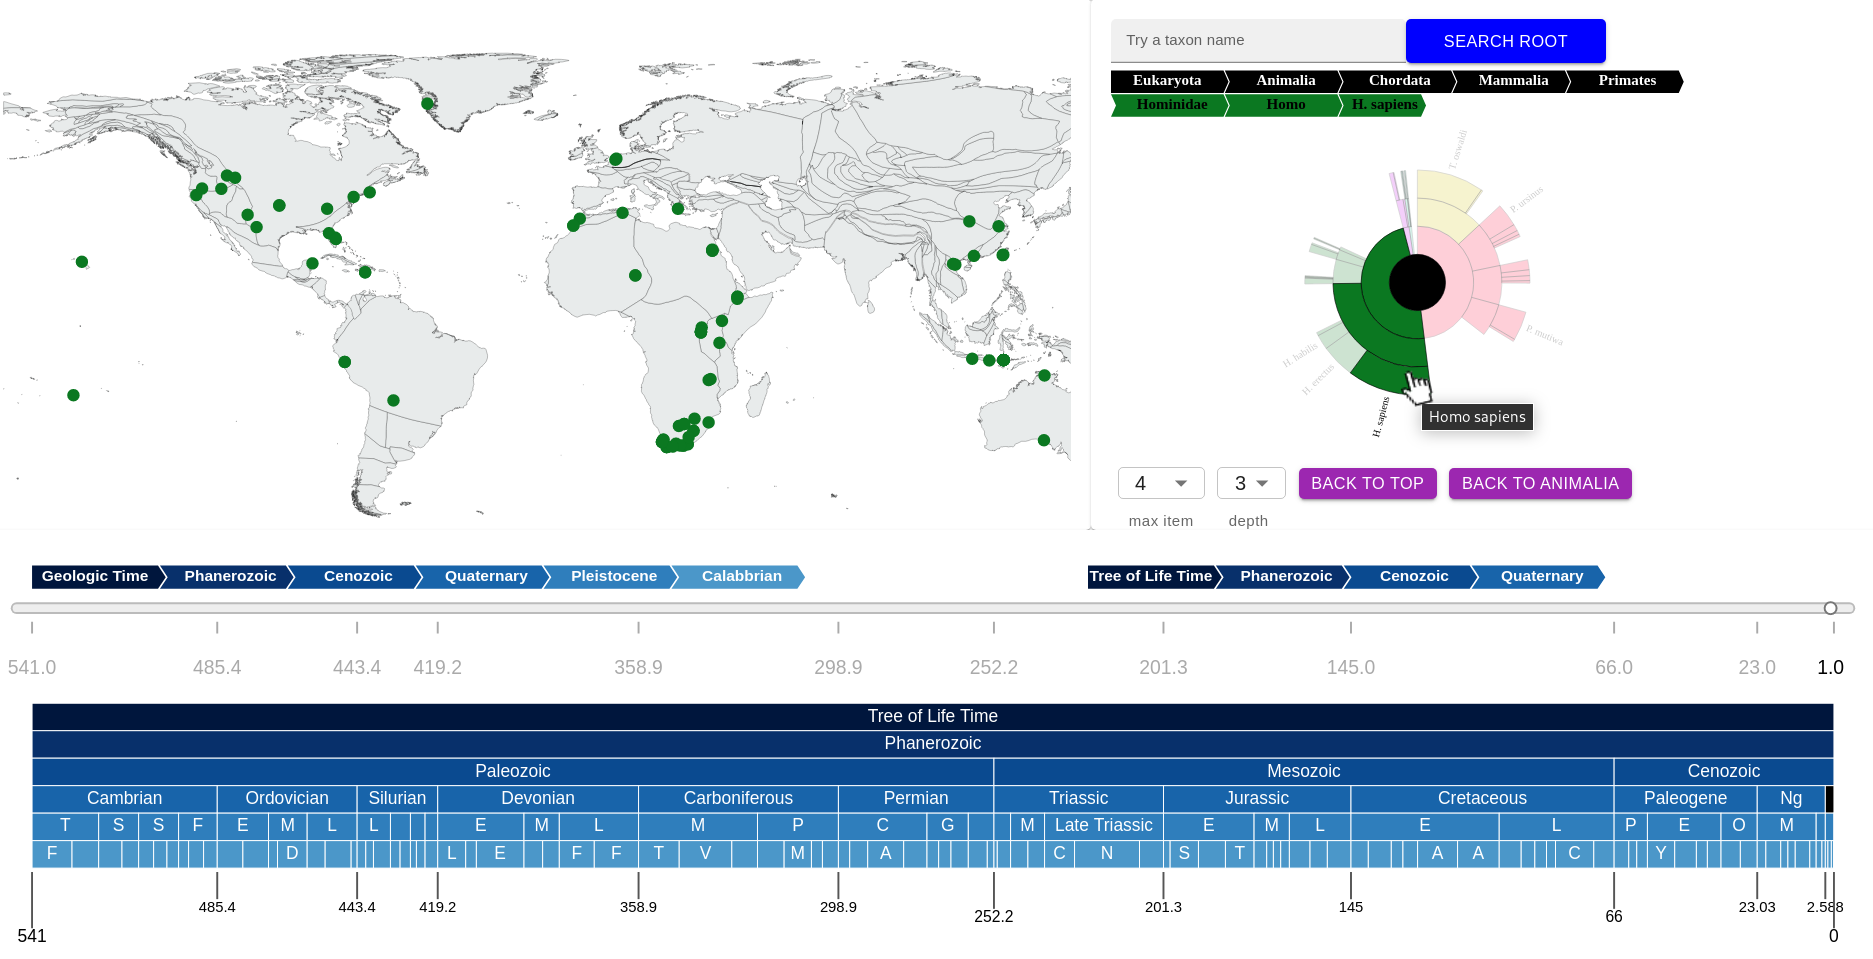 Try a taxon name
SEARCH ROOT
Eukaryota Animalia Chordata Mammalia Primates
Hominidae Homo H. sapiens
T. oswaldi
P. ursinus
P. mutiwa
H. habilis
H. erectus
H. sapiens
Homo sapiens
4 3 BACK TO TOP BACK TO ANIMALIA
max item depth
Geologic Time Phanerozoic Cenozoic Quaternary Pleistocene Calabbrian
Tree of Life Time Phanerozoic Cenozoic Quaternary
541.0 485.4 443.4 419.2 358.9 298.9 252.2 201.3 145.0 66.0 23.0 1.0
Tree of Life Time
Phanerozoic
Paleozoic Mesozoic Cenozoic
Cambrian Ordovician Silurian Devonian Carboniferous Permian Triassic Jurassic Cretaceous Paleogene Ng
T S S F E M L L E M L M P C G M Late Triassic E M L E L P E O M
F D L E F F T V M A C N S T A A C Y
485.4 443.4 419.2 358.9 298.9 252.2 201.3 145 66 23.03 2.588
541 0